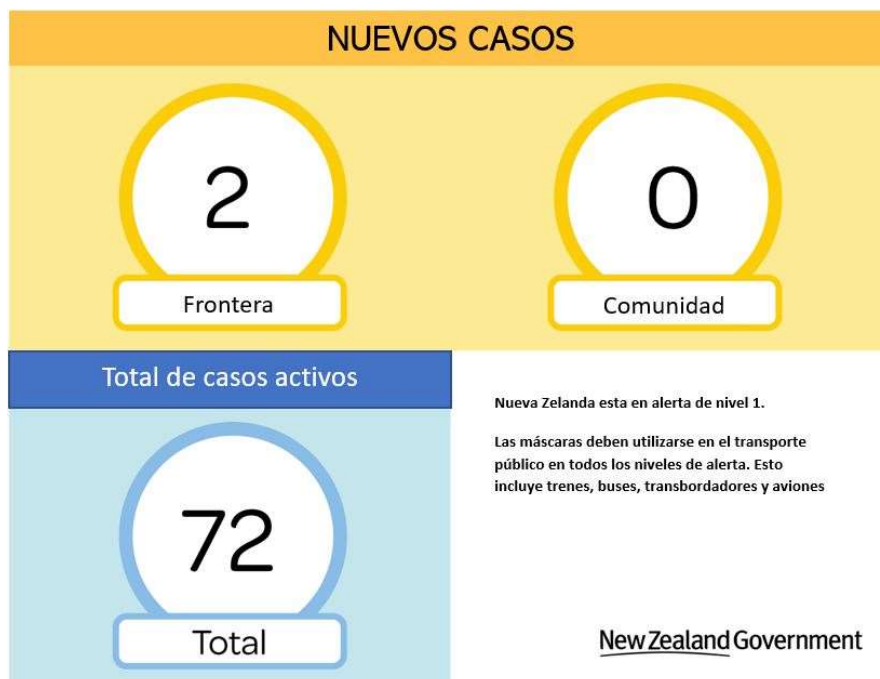 NUEVOS CASOS
2
0
Frontera
Comunidad
Total de casos activos
72
Total
Nueva Zelanda esta en alerta de nivel 1.
Las máscaras deben utilizarse en el transporte
público en todos los niveles de alerta. Esto
incluye trenes, buses, transbordadores y aviones
New Zealand Government